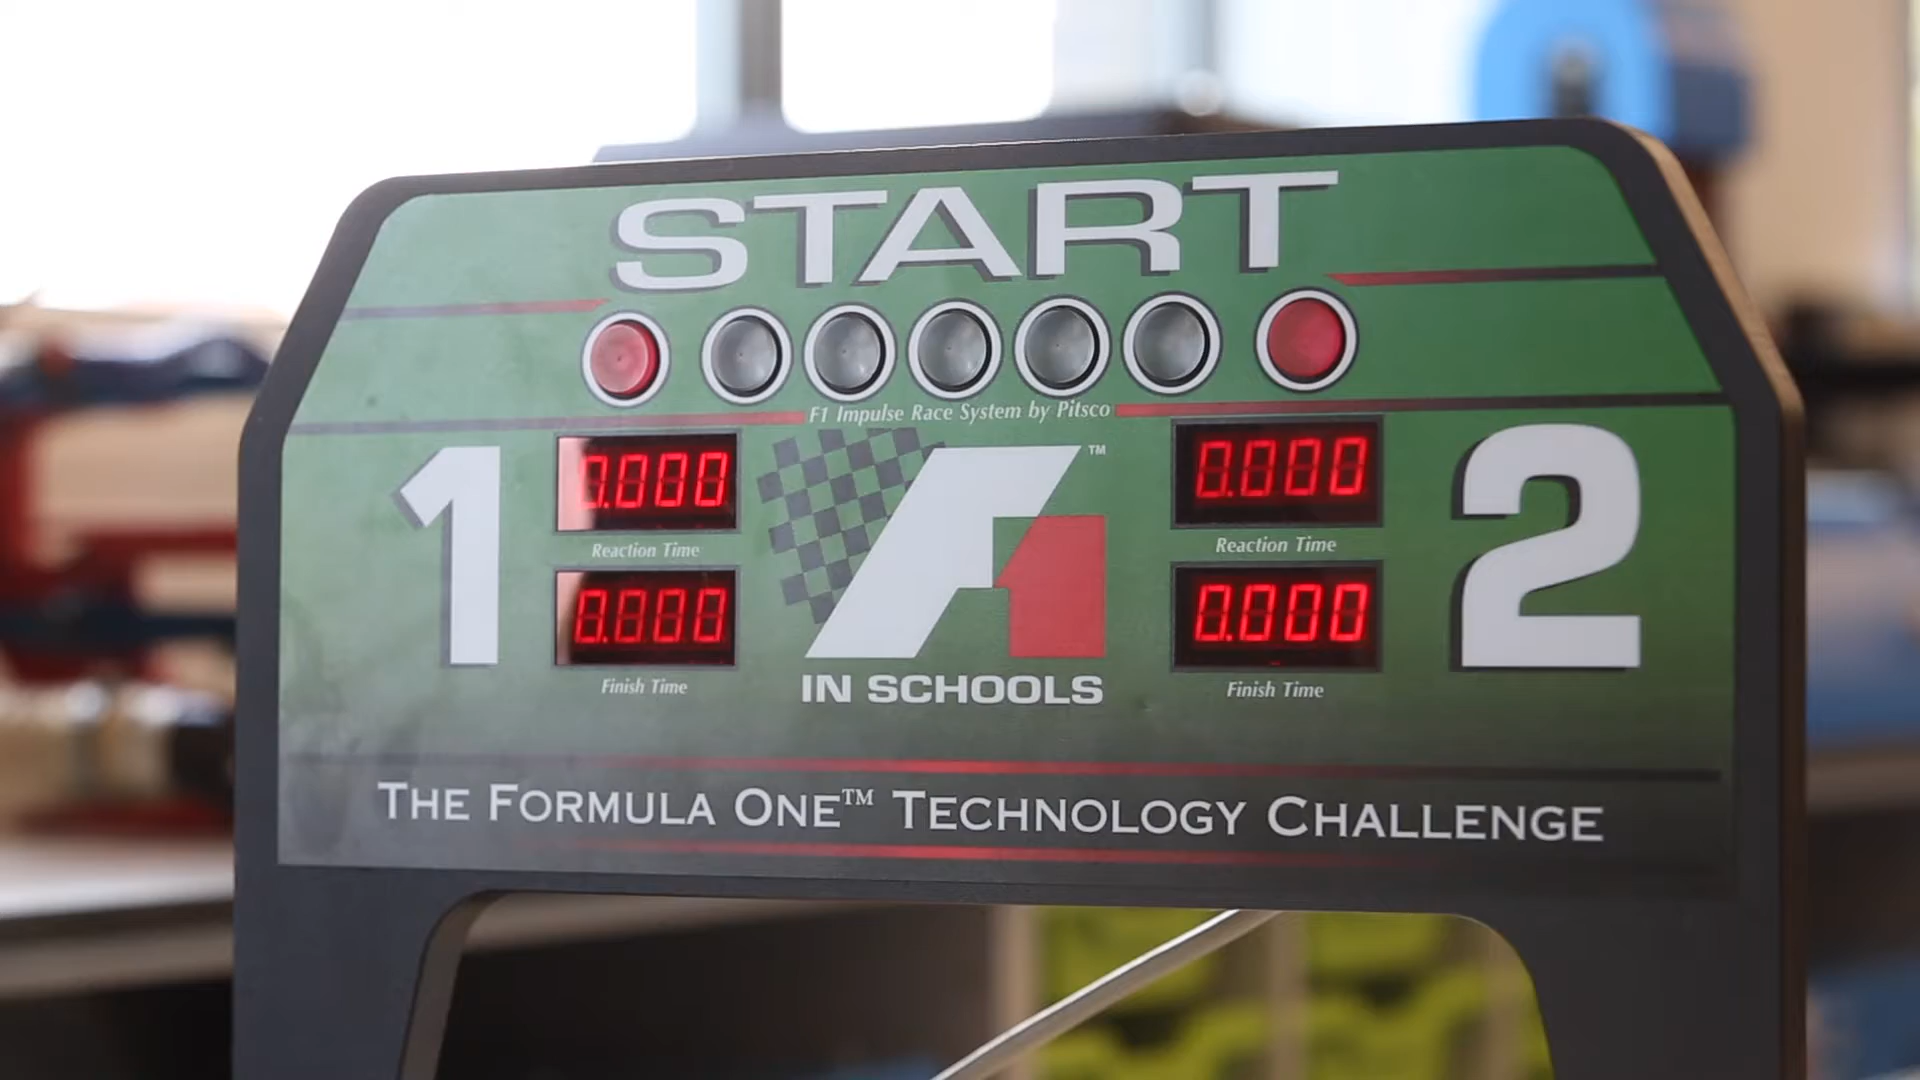 START
F1 Impulse Race System by Pitsco
1
0.000
Reaction Time
0.000
Finish Time
F1™
IN SCHOOLS
0.000
Reaction Time
0.000
Finish Time
2
THE FORMULA ONE™ TECHNOLOGY CHALLENGE